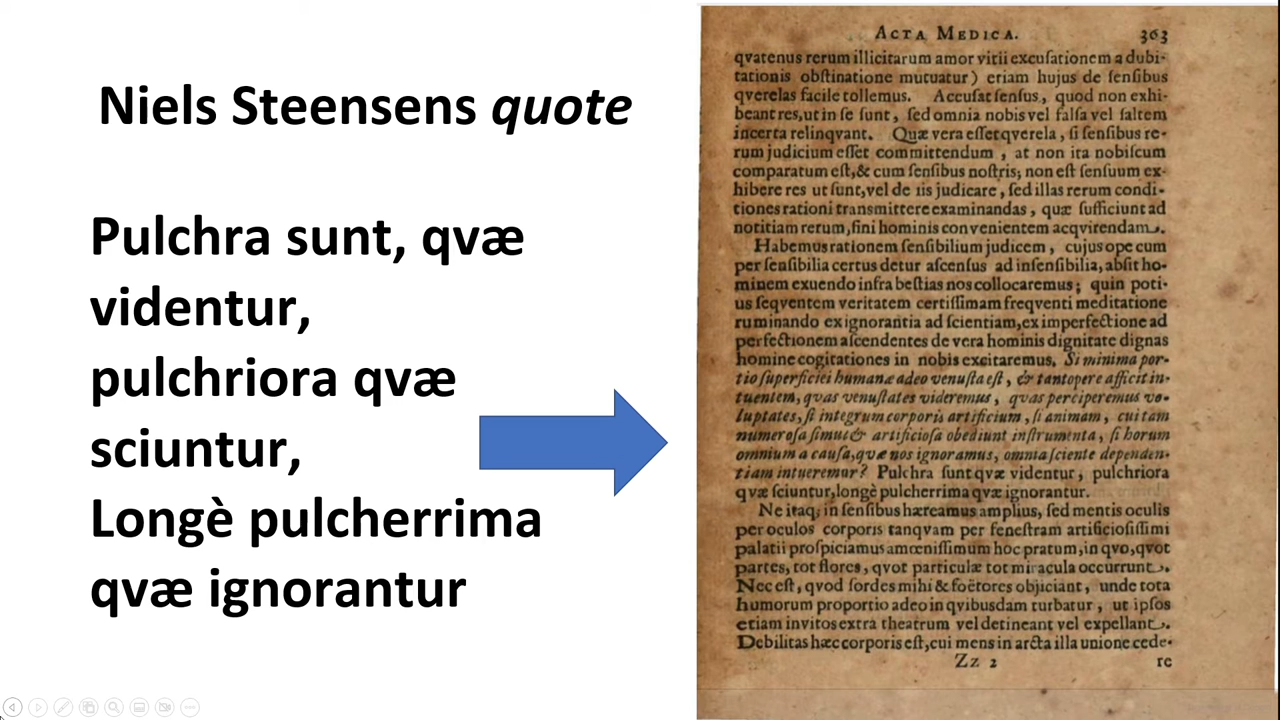 Niels Steensens quote
Pulchra sunt, qvæ
videntur,
pulchriora qvæ
sciuntur,
Longè pulcherrima
qvæ ignorantur
ACTA MEDICA. 363
qvatenus rerum illicitarum amor vitii excuſationem a dubi-
tationis obſtinatione mutuatur) etiam hujus de ſenſibus
qverelas facile tollemus. Accuſat ſenſus, quod non exhi-
beant res, ut in ſe ſunt, ſed omnia nobis vel falſa vel ſaltem
incerta relinqvant. Quæ vera eſſet qverela, ſi ſenſibus re-
rum judicium eſſet committendum, at non ita nobiſcum
comparatum eſt, & cum ſenſibus noſtris; non eſt ſenſuum ex-
hibere res ut ſunt, vel de iis judicare, ſed illas rerum condi-
tiones rationi transmittere examinandas, quæ ſufficiunt ad
notitiam rerum, fini hominis convenientem acqvirendam.
Habemus rationem ſenſibilium judicem, cujus ope cum
per ſenſibilia certus detur aſcenſus ad inſenſibilia, abſit ho-
minem exuendo infra beſtias nos collocaremus; quin poti-
us ſeqventem veritatem certiſſimam freqventi meditatione
ruminando ex ignorantia ad ſcientiam, ex imperfectione ad
perfectionem aſcendentes de vera hominis dignitate dignas
homine cogitationes in nobis excitaremus. Si minima por-
tio ſuperficiei humanæ adeo venuſta eſt, & tantopere afficit in-
tuentem, qvas venuſtates videremus, qvas perciperemus vo-
luptates, ſi integrum corporis artificium, ſi animam, cui tam
numeroſa ſimul & artificioſa obediunt inſtrumenta, ſi horum
omnium a cauſa, qvæ nos ignoramus, omnia ſciente dependen-
tiam intueremur? Pulchra ſunt qvæ videntur, pulchriora
qvæ ſciuntur, longè pulcherrima qvæ ignorantur.
Ne itaq; in ſenſibus hæreamus amplius, ſed mentis oculis
per oculos corporis tanqvam per feneſtram artificioſiſſimi
palatii proſpiciamus amœniſſimum hoc pratum, in qvo, qvot
partes, tot flores, qvot particulæ tot miracula occurrunt.
Nec eſt, qvod ſordes mihi & foëtores objiciant, unde tota
humorum proportio adeo in qvibusdam turbatur, ut ipſos
etiam invitos extra theatrum vel detineant vel expellant.
Debilitas hæc corporis eſt, cui mens in arcta illa unione cede-
Zz 2 re